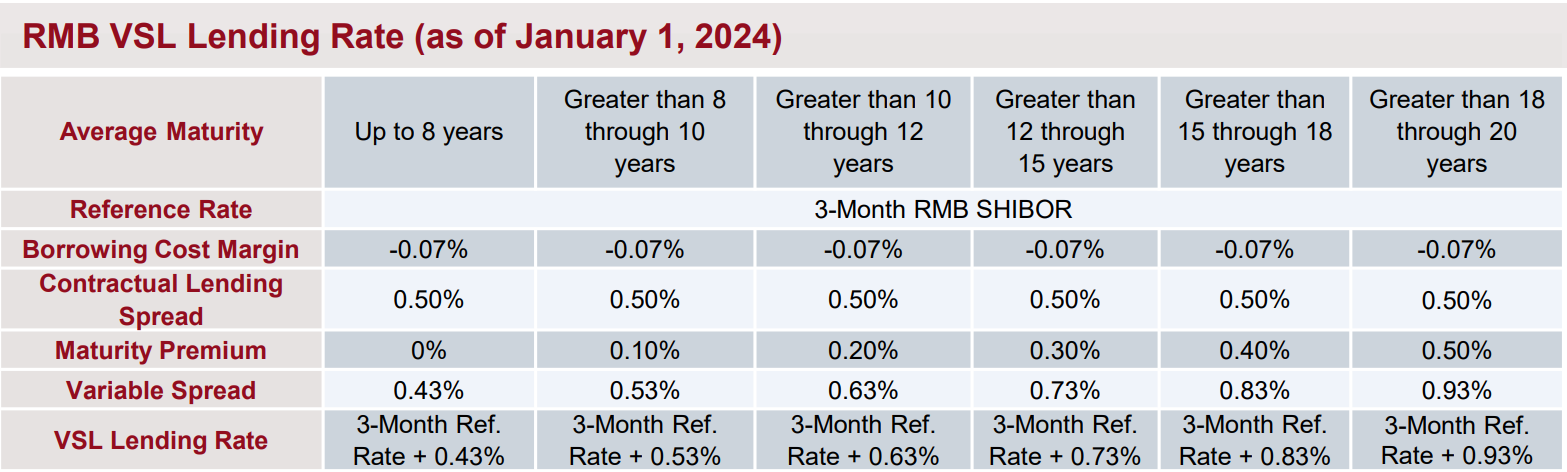 RMB VSL Lending Rate (as of January 1, 2024)
Average Maturity
Up to 8 years
Greater than 8
through 10
years
Greater than 10
through 12
years
Greater than
12 through
15 years
Greater than
15 through 18
years
Greater than 18
through 20
years
Reference Rate
3-Month RMB SHIBOR
Borrowing Cost Margin
-0.07%
-0.07%
-0.07%
-0.07%
-0.07%
-0.07%
Contractual Lending
Spread
0.50%
0.50%
0.50%
0.50%
0.50%
0.50%
Maturity Premium
0%
0.10%
0.20%
0.30%
0.40%
0.50%
Variable Spread
0.43%
0.53%
0.63%
0.73%
0.83%
0.93%
VSL Lending Rate
3-Month Ref.
Rate + 0.43%
3-Month Ref.
Rate + 0.53%
3-Month Ref.
Rate + 0.63%
3-Month Ref.
Rate + 0.73%
3-Month Ref.
Rate + 0.83%
3-Month Ref.
Rate + 0.93%